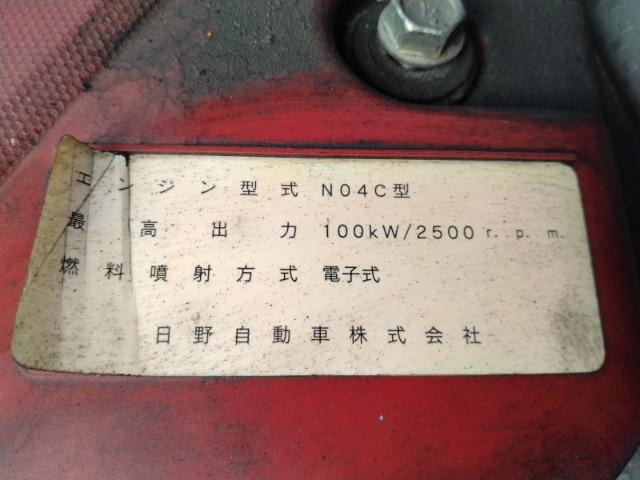 エンジン型式 N04C型
最高出力 100kW/2500 r.p.m.
燃料噴射方式 電子式
日野自動車株式会社